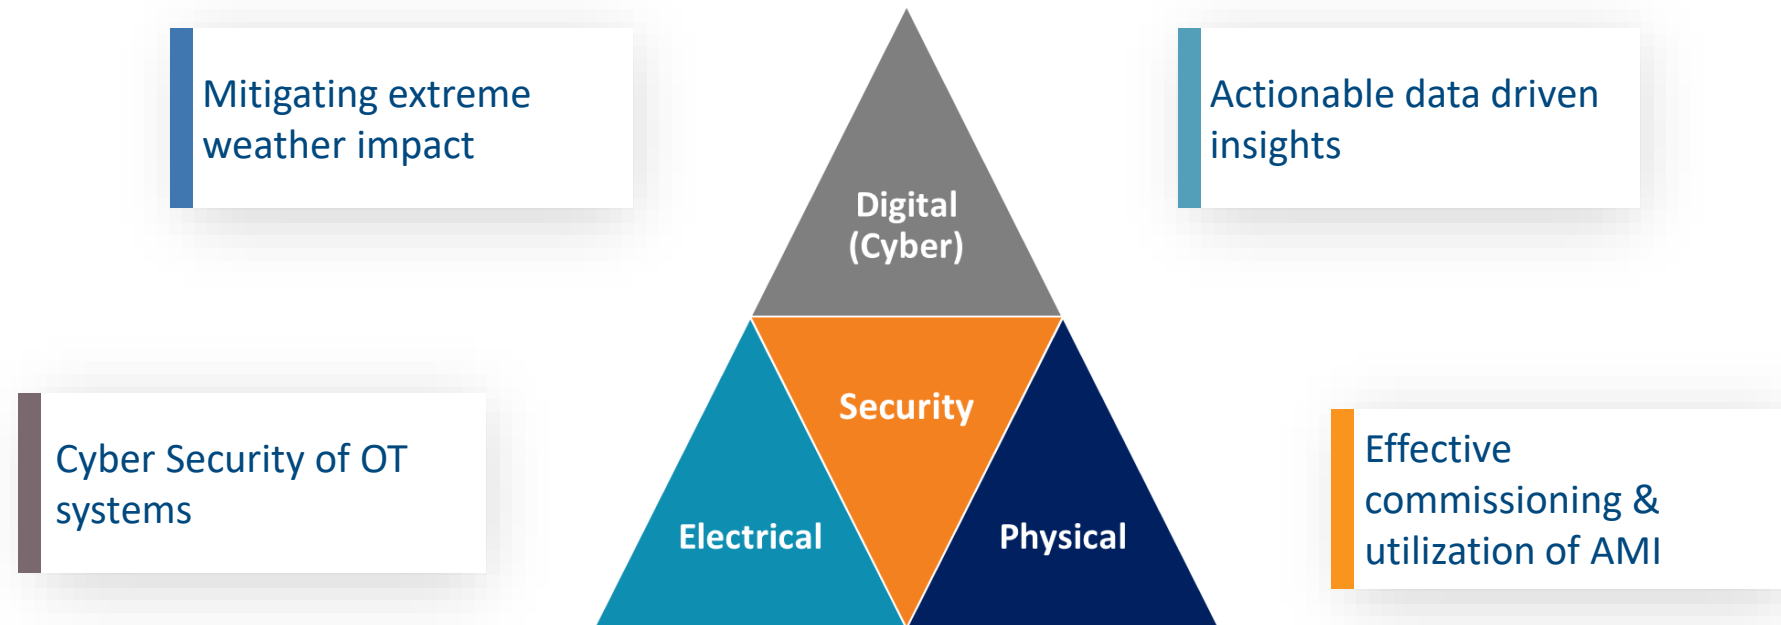 Mitigating extreme
weather impact
Actionable data driven
insights
Digital
(Cyber)
Security
Cyber Security of OT
systems
Electrical
Physical
Effective
commissioning &
utilization of AMI